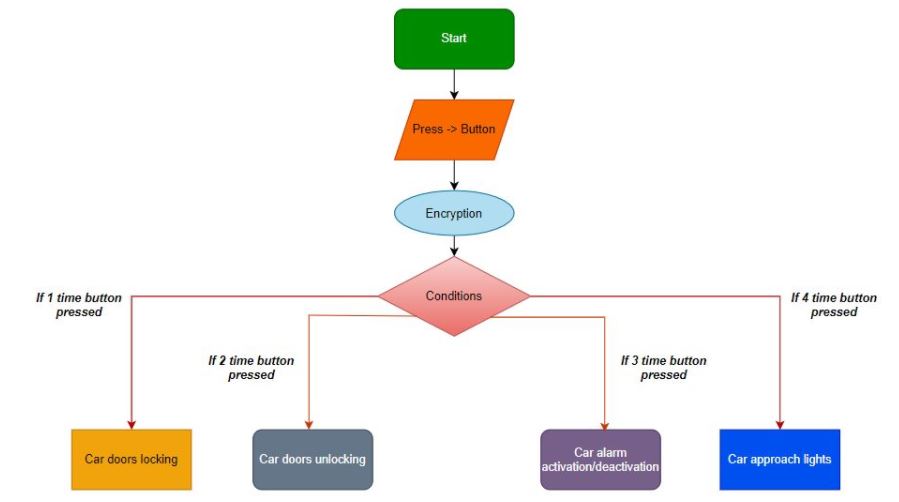 Start
Press -> Button
Encryption
Conditions
If 1 time button
pressed
If 4 time button
pressed
If 2 time button
pressed
If 3 time button
pressed
Car doors locking
Car doors unlocking
Car alarm
activation/deactivation
Car approach lights